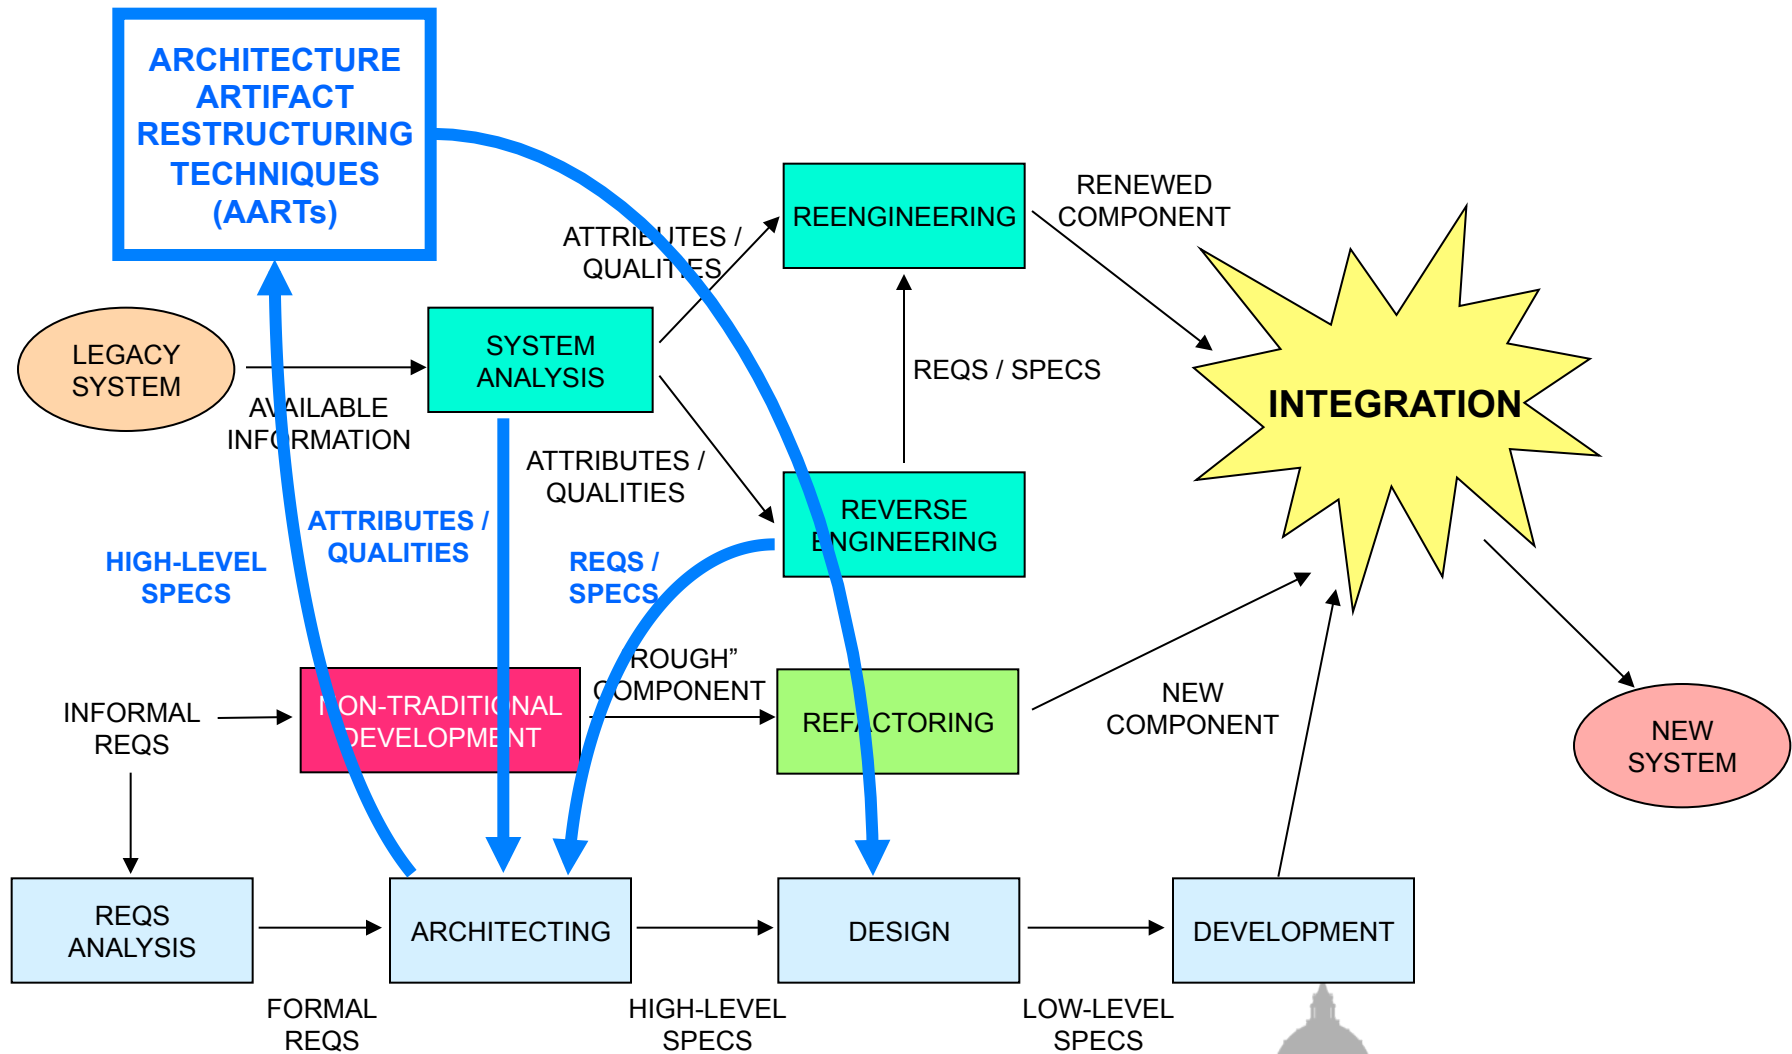 ARCHITECTURE
ARTIFACT
RESTRUCTURING
TECHNIQUES
(AARTs)
ATTRIBUTES /
QUALITIES
REENGINEERING
RENEWED
COMPONENT
LEGACY
SYSTEM
AVAILABLE
INFORMATION
SYSTEM
ANALYSIS
REQS / SPECS
INTEGRATION
ATTRIBUTES /
QUALITIES
REVERSE
ENGINEERING
HIGH-LEVEL
SPECS
ATTRIBUTES /
QUALITIES
REQS /
SPECS
INFORMAL
REQS
NON-TRADITIONAL
DEVELOPMENT
ROUGH”
COMPONENT
REFACTORING
NEW
COMPONENT
NEW
SYSTEM
REQS
ANALYSIS
FORMAL
REQS
ARCHITECTING
HIGH-LEVEL
SPECS
DESIGN
LOW-LEVEL
SPECS
DEVELOPMENT